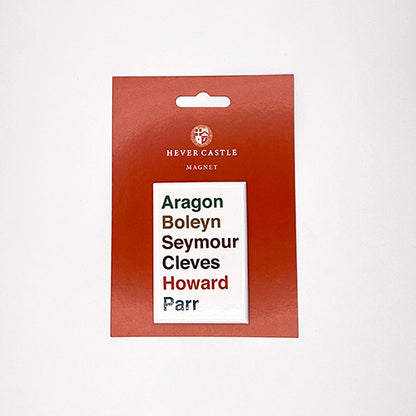 HEVER CASTLE
MAGNET
Aragon
Boleyn
Seymour
Cleves
Howard
Parr